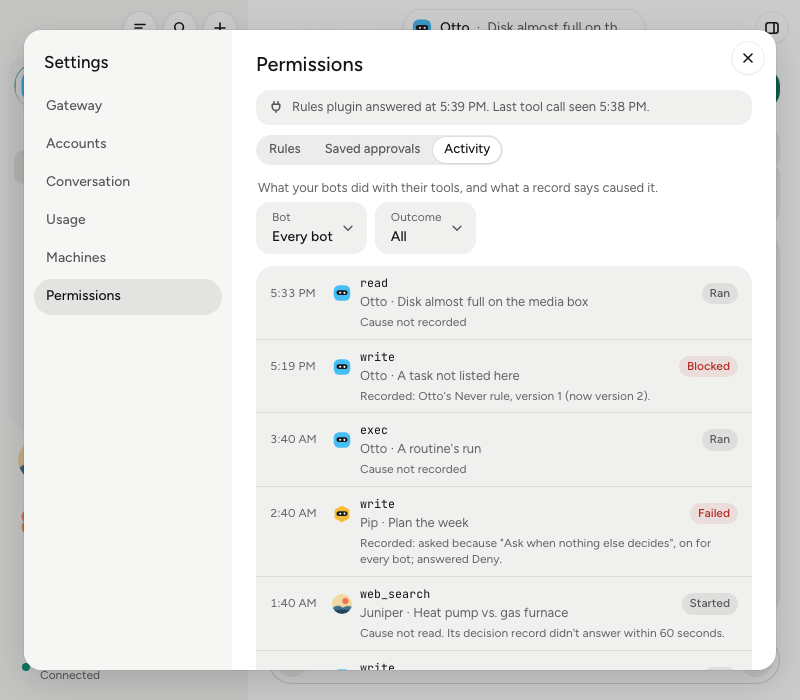 Otto · Disk almost full on th
Settings
Gateway
Accounts
Conversation
Usage
Machines
Permissions
Connected
Permissions
Rules plugin answered at 5:39 PM. Last tool call seen 5:38 PM.
Rules Saved approvals Activity
What your bots did with their tools, and what a record says caused it.
Bot
Every bot
Outcome
All
read
5:33 PM
Otto · Disk almost full on the media box
Ran
Cause not recorded
write
5:19 PM
Otto · A task not listed here
Blocked
Recorded: Otto's Never rule, version 1 (now version 2).
exec
3:40 AM
Otto · A routine's run
Ran
Cause not recorded
write
2:40 AM
Pip · Plan the week
Failed
Recorded: asked because "Ask when nothing else decides", on for
every bot; answered Deny.
web_search
1:40 AM
Juniper · Heat pump vs. gas furnace
Started
Cause not read. Its decision record didn't answer within 60 seconds.
write